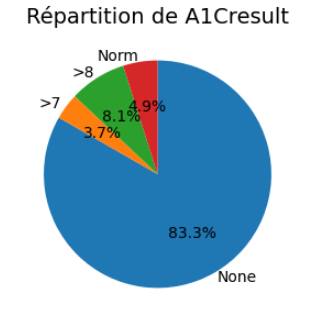 Répartition de A1Cresult
Norm
>8
4.9%
>7
8.1%
3.7%
83.3%
None